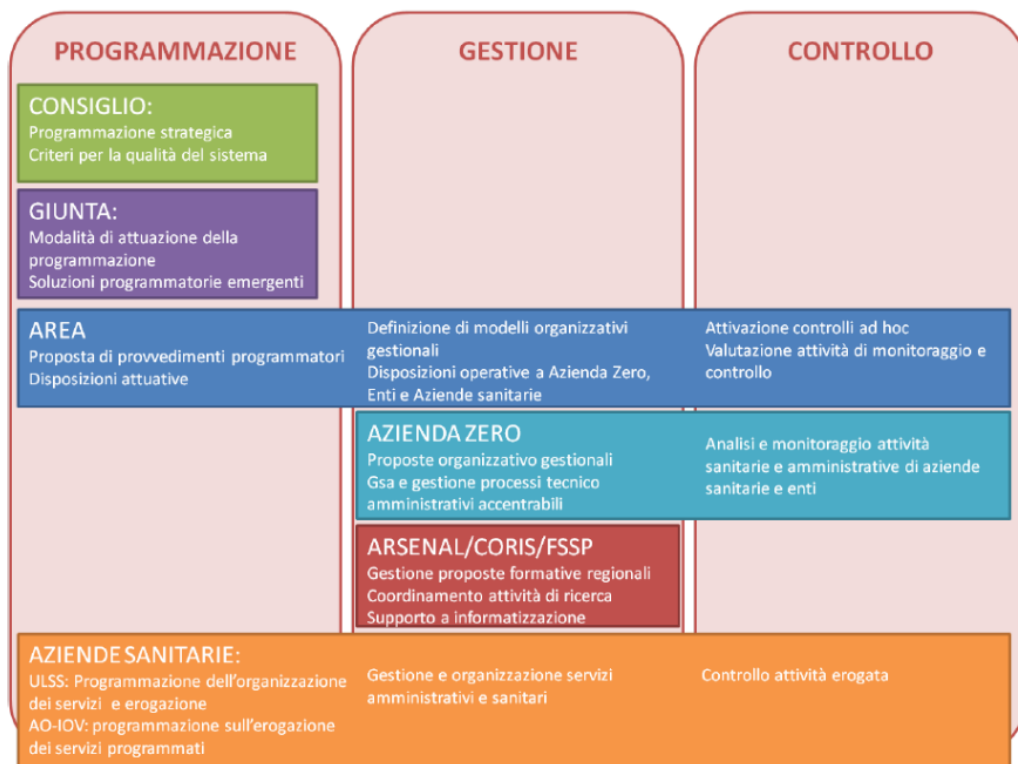 PROGRAMMAZIONE
GESTIONE
CONTROLLO
CONSIGLIO:
Programmazione strategica
Criteri per la qualità del sistema
GIUNTA:
Modalità di attuazione della
programmazione
Soluzioni programmatorie emergenti
AREA
Proposta di provvedimenti programmatori
Disposizioni attuative
Definizione di modelli organizzativi
gestionali
Disposizioni operative a Azienda Zero,
Enti e Aziende sanitarie
Attivazione controlli ad hoc
Valutazione attività di monitoraggio e
controllo
AZIENDA ZERO
Proposte organizzativo gestionali
Gsa e gestione processi tecnico
amministrativi accentrabili
Analisi e monitoraggio attività
sanitarie e amministrative di aziende
sanitarie e enti
ARSENAL/CORIS/FSSP
Gestione proposte formative regionali
Coordinamento attività di ricerca
Supporto a informatizzazione
AZIENDE SANITARIE:
ULSS: Programmazione dell'organizzazione
dei servizi e erogazione
AO-IOV: programmazione sull'erogazione
dei servizi programmati
Gestione e organizzazione servizi
amministrativi e sanitari
Controllo attività erogata